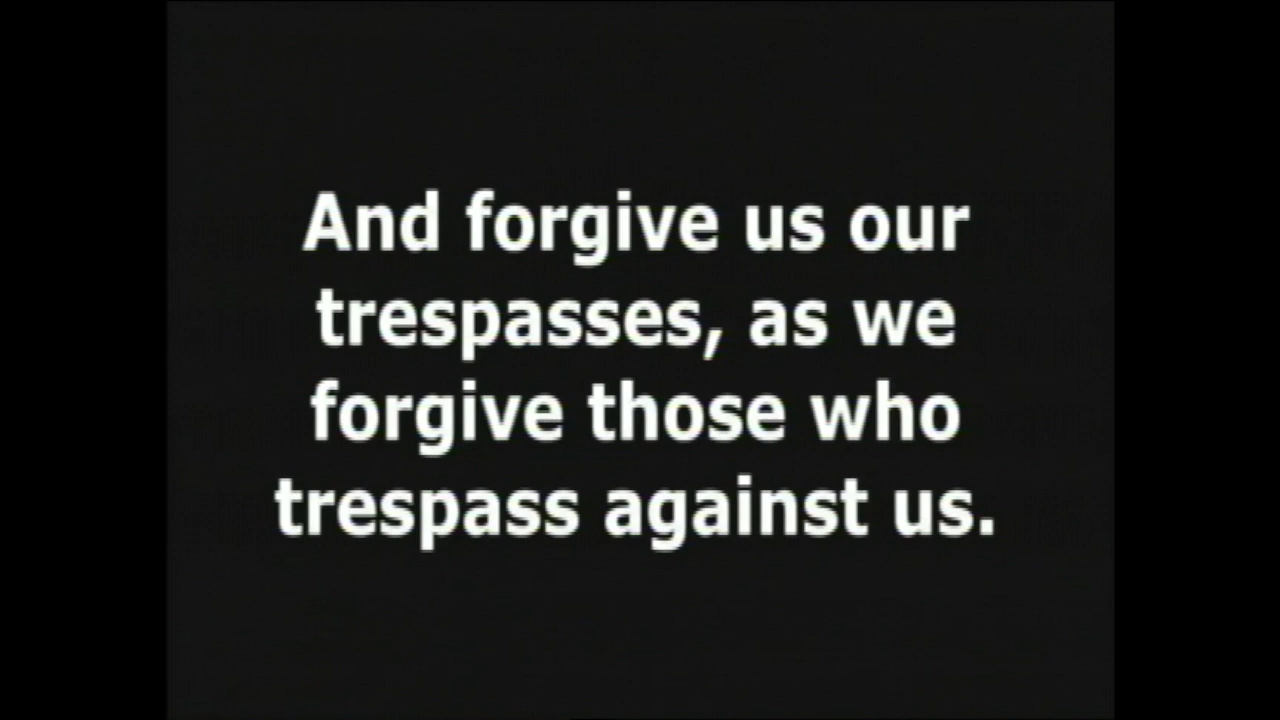 And forgive us our
trespasses, as we
forgive those who
trespass against us.